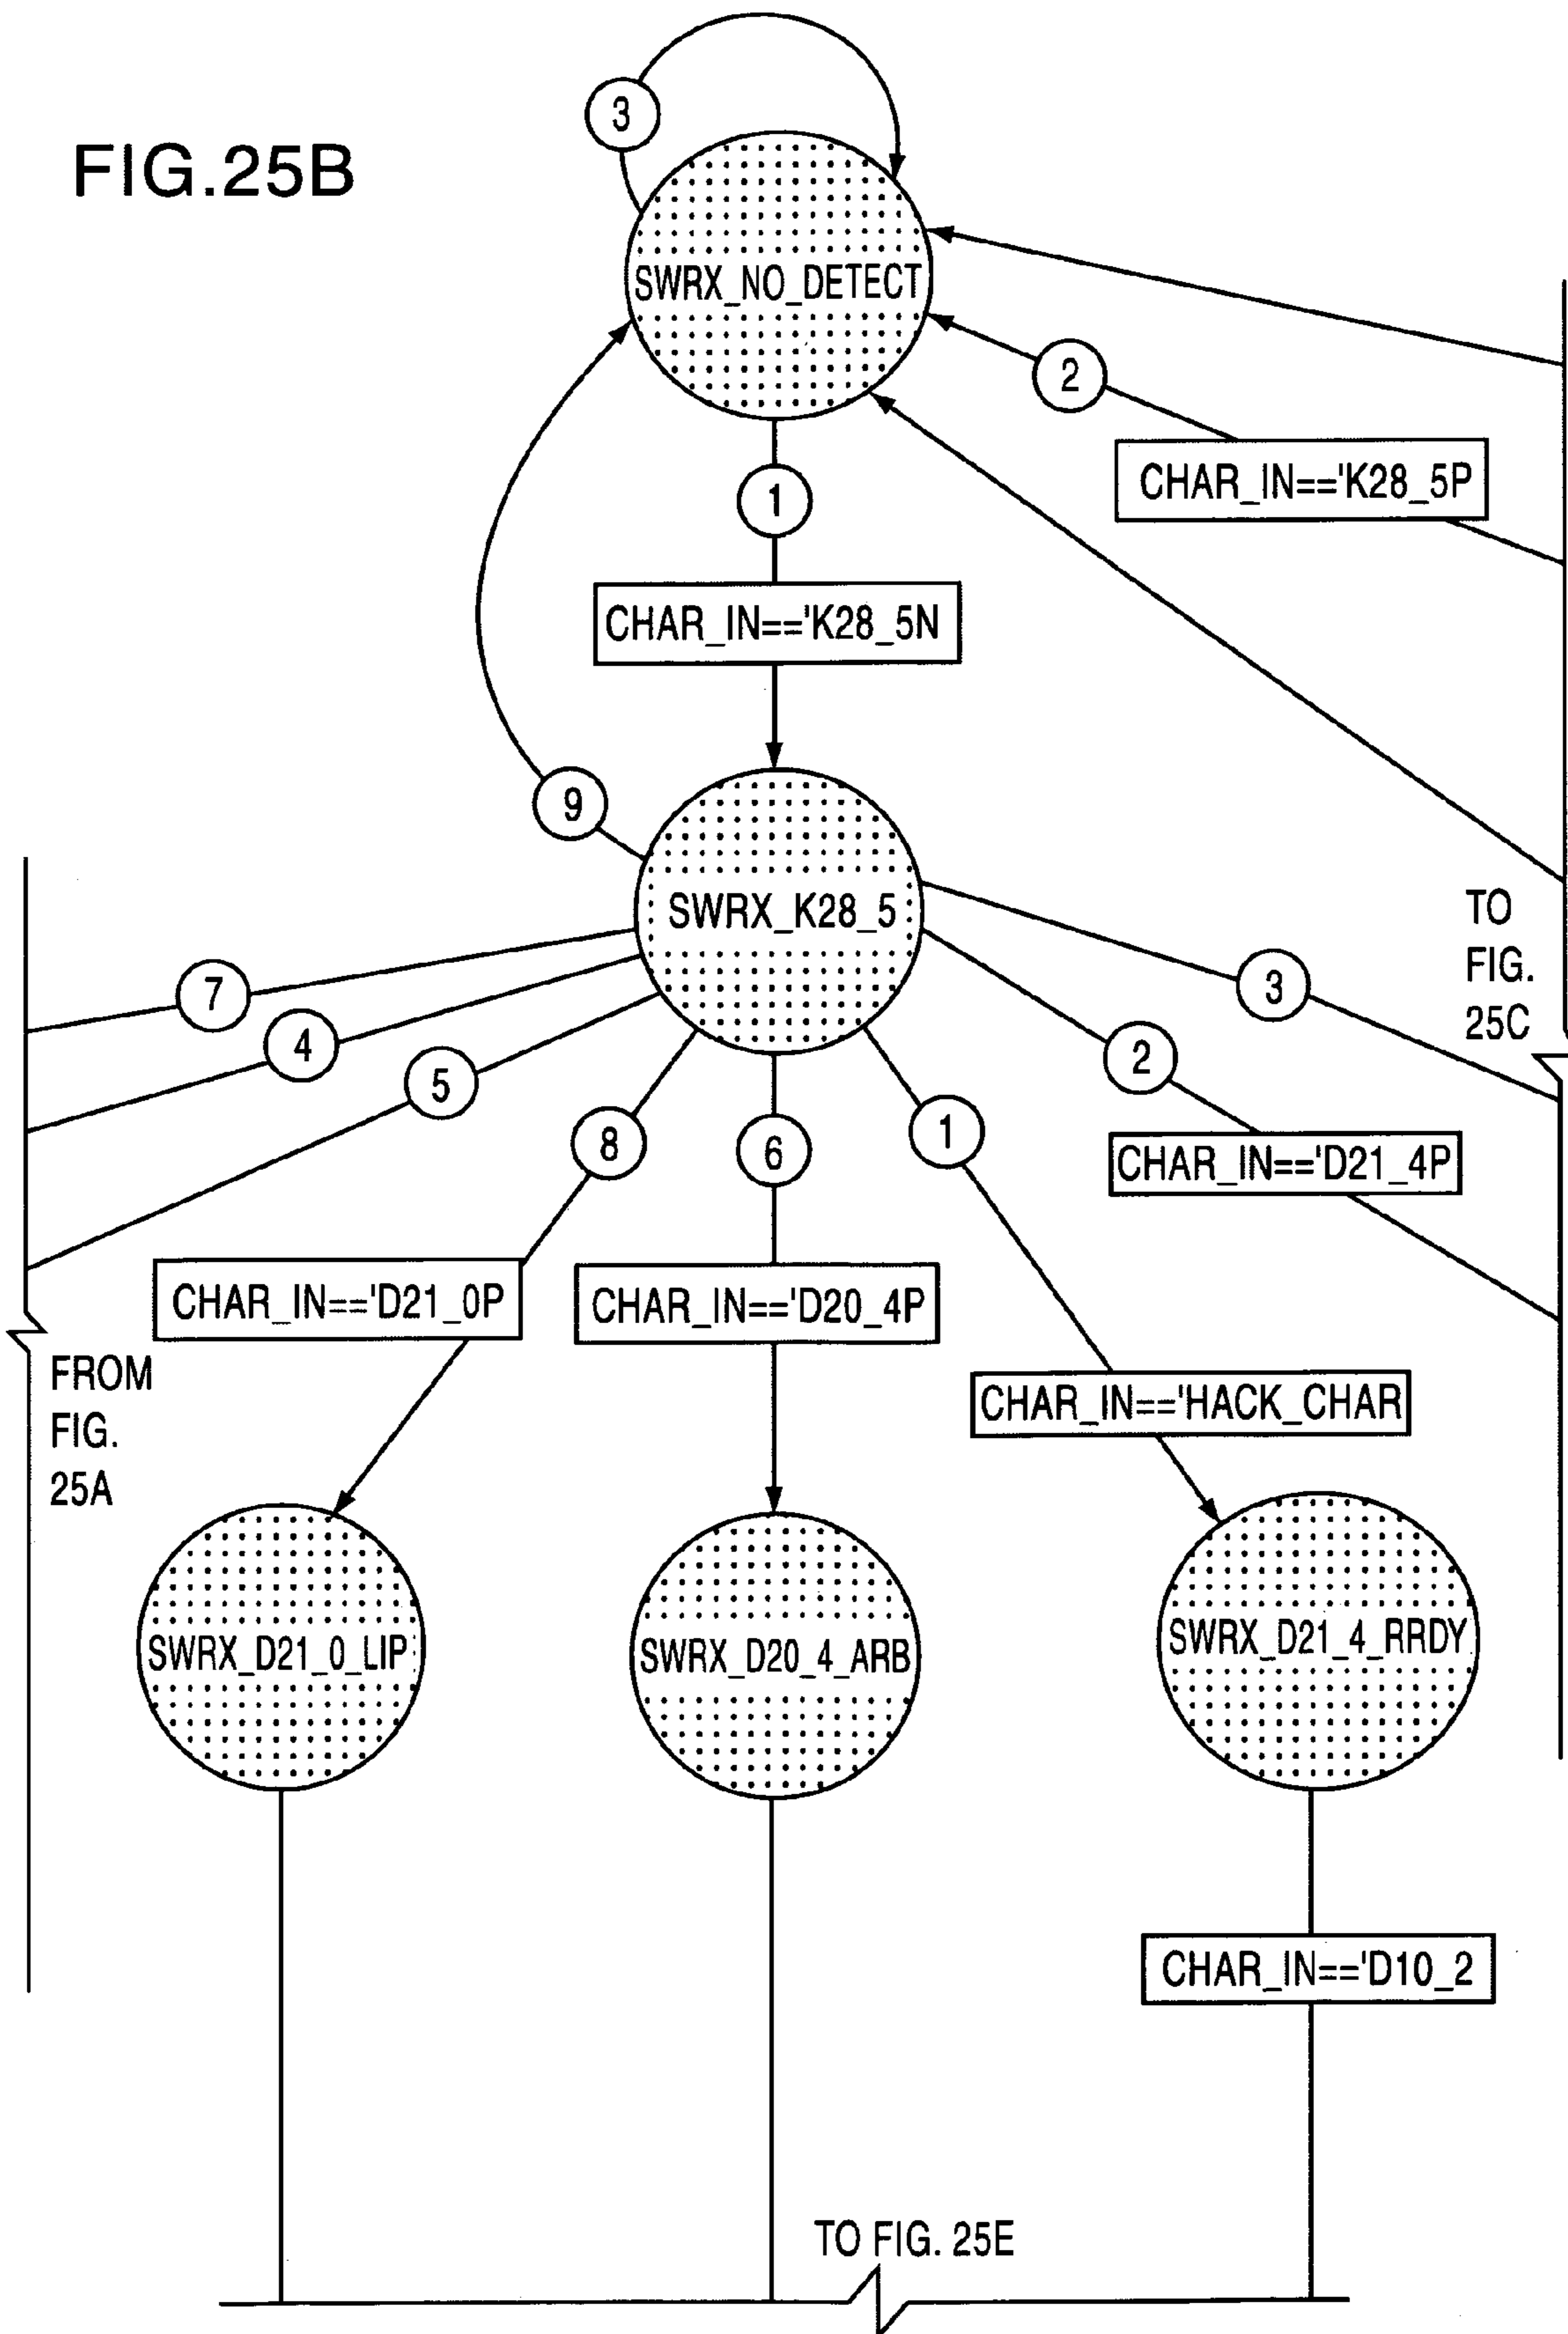 FIG.25B
3
SWRX_NO_DETECT
2
CHAR_IN=='K28_5P
1
CHAR_IN=='K28_5N
9
SWRX_K28_5
TO
FIG.
25C
7
4
5
8
6
1
2
3
CHAR_IN=='D21_4P
CHAR_IN=='D21_0P
CHAR_IN=='D20_4P
CHAR_IN=='HACK_CHAR
FROM
FIG.
25A
SWRX_D21_0_LIP
SWRX_D20_4_ARB
SWRX_D21_4_RRDY
CHAR_IN=='D10_2
TO FIG. 25E